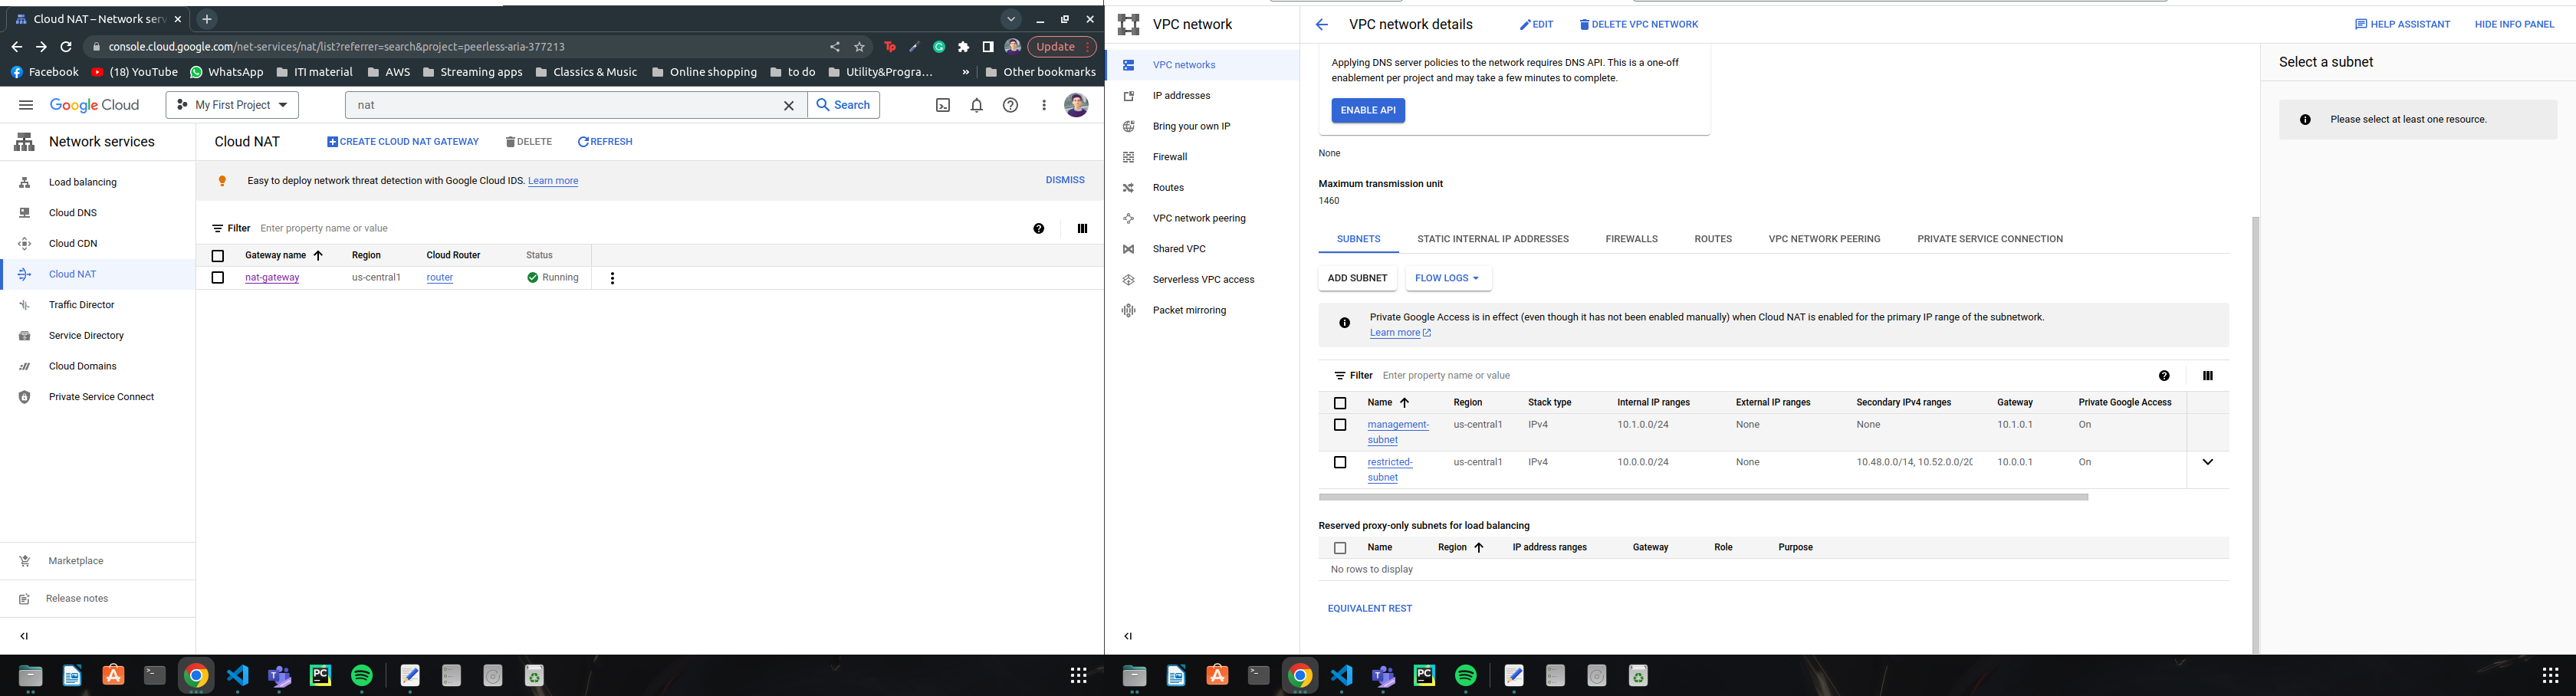 Cloud NAT – Network serv
console.cloud.google.com/net-services/nat/list?referrer=search&project=peerless-aria-377213
Update
Facebook
(18) YouTube
WhatsApp
ITI material
AWS
Streaming apps
Classics & Music
Online shopping
to do
Utility&Progra...
»
Other bookmarks
Google Cloud
My First Project
nat
Search
Network services
Load balancing
Cloud DNS
Cloud CDN
Cloud NAT
Traffic Director
Service Directory
Cloud Domains
Private Service Connect
Marketplace
Release notes
Cloud NAT
CREATE CLOUD NAT GATEWAY
DELETE
REFRESH
Easy to deploy network threat detection with Google Cloud IDS. Learn more
DISMISS
Filter Enter property name or value
Gateway name Region Cloud Router Status
nat-gateway us-central1 router Running
VPC network
VPC networks
IP addresses
Bring your own IP
Firewall
Routes
VPC network peering
Shared VPC
Serverless VPC access
Packet mirroring
VPC network details
EDIT
DELETE VPC NETWORK
HELP ASSISTANT
HIDE INFO PANEL
Applying DNS server policies to the network requires DNS API. This is a one-off
enablement per project and may take a few minutes to complete.
ENABLE API
None
Maximum transmission unit
1460
SUBNETS STATIC INTERNAL IP ADDRESSES FIREWALLS ROUTES VPC NETWORK PEERING PRIVATE SERVICE CONNECTION
ADD SUBNET
FLOW LOGS
Private Google Access is in effect (even though it has not been enabled manually) when Cloud NAT is enabled for the primary IP range of the subnetwork.
Learn more
Filter Enter property name or value
Name Region Stack type Internal IP ranges External IP ranges Secondary IPv4 ranges Gateway Private Google Access
management- us-central1 IPv4 10.1.0.0/24 None None 10.1.0.1 On
subnet
restricted- us-central1 IPv4 10.0.0.0/24 None 10.48.0.0/14, 10.52.0.0/20 10.0.0.1 On
subnet
Reserved proxy-only subnets for load balancing
Name Region IP address ranges Gateway Role Purpose
No rows to display
EQUIVALENT REST
Select a subnet
Please select at least one resource.